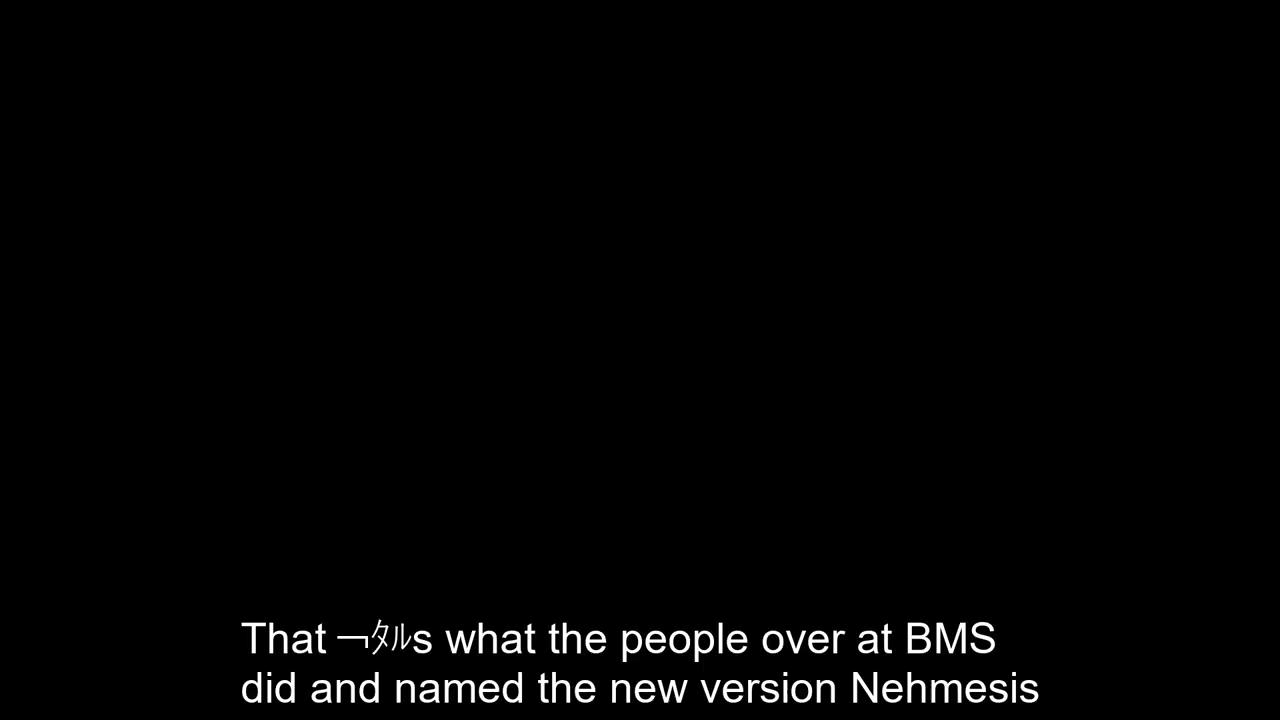 That ￢ﾀﾙs what the people over at BMS
did and named the new version Nehmesis